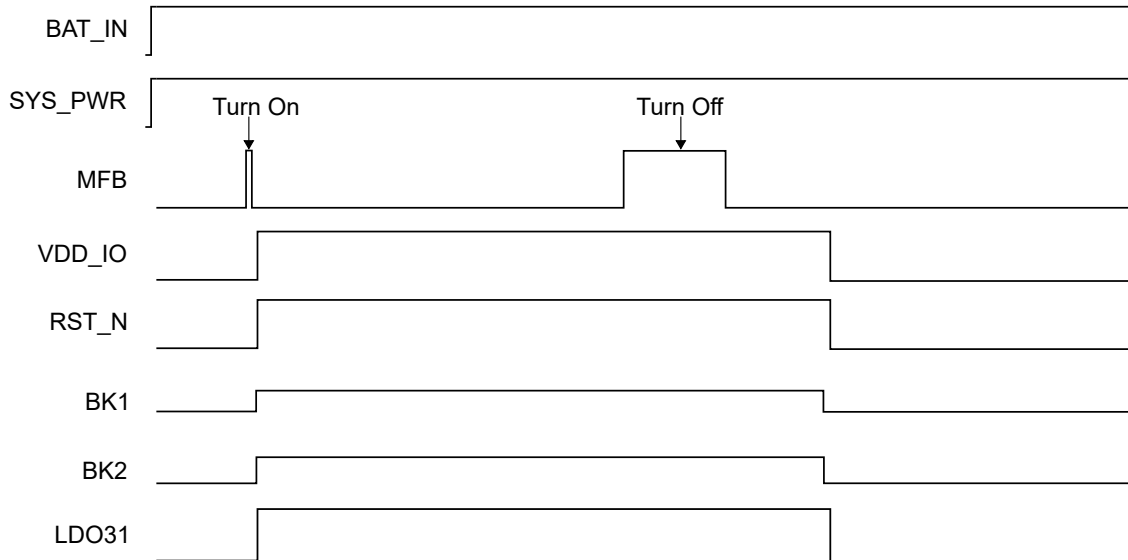 BAT_IN
SYS_PWR
Turn On
Turn Off
MFB
VDD_IO
RST_N
BK1
BK2
LDO31